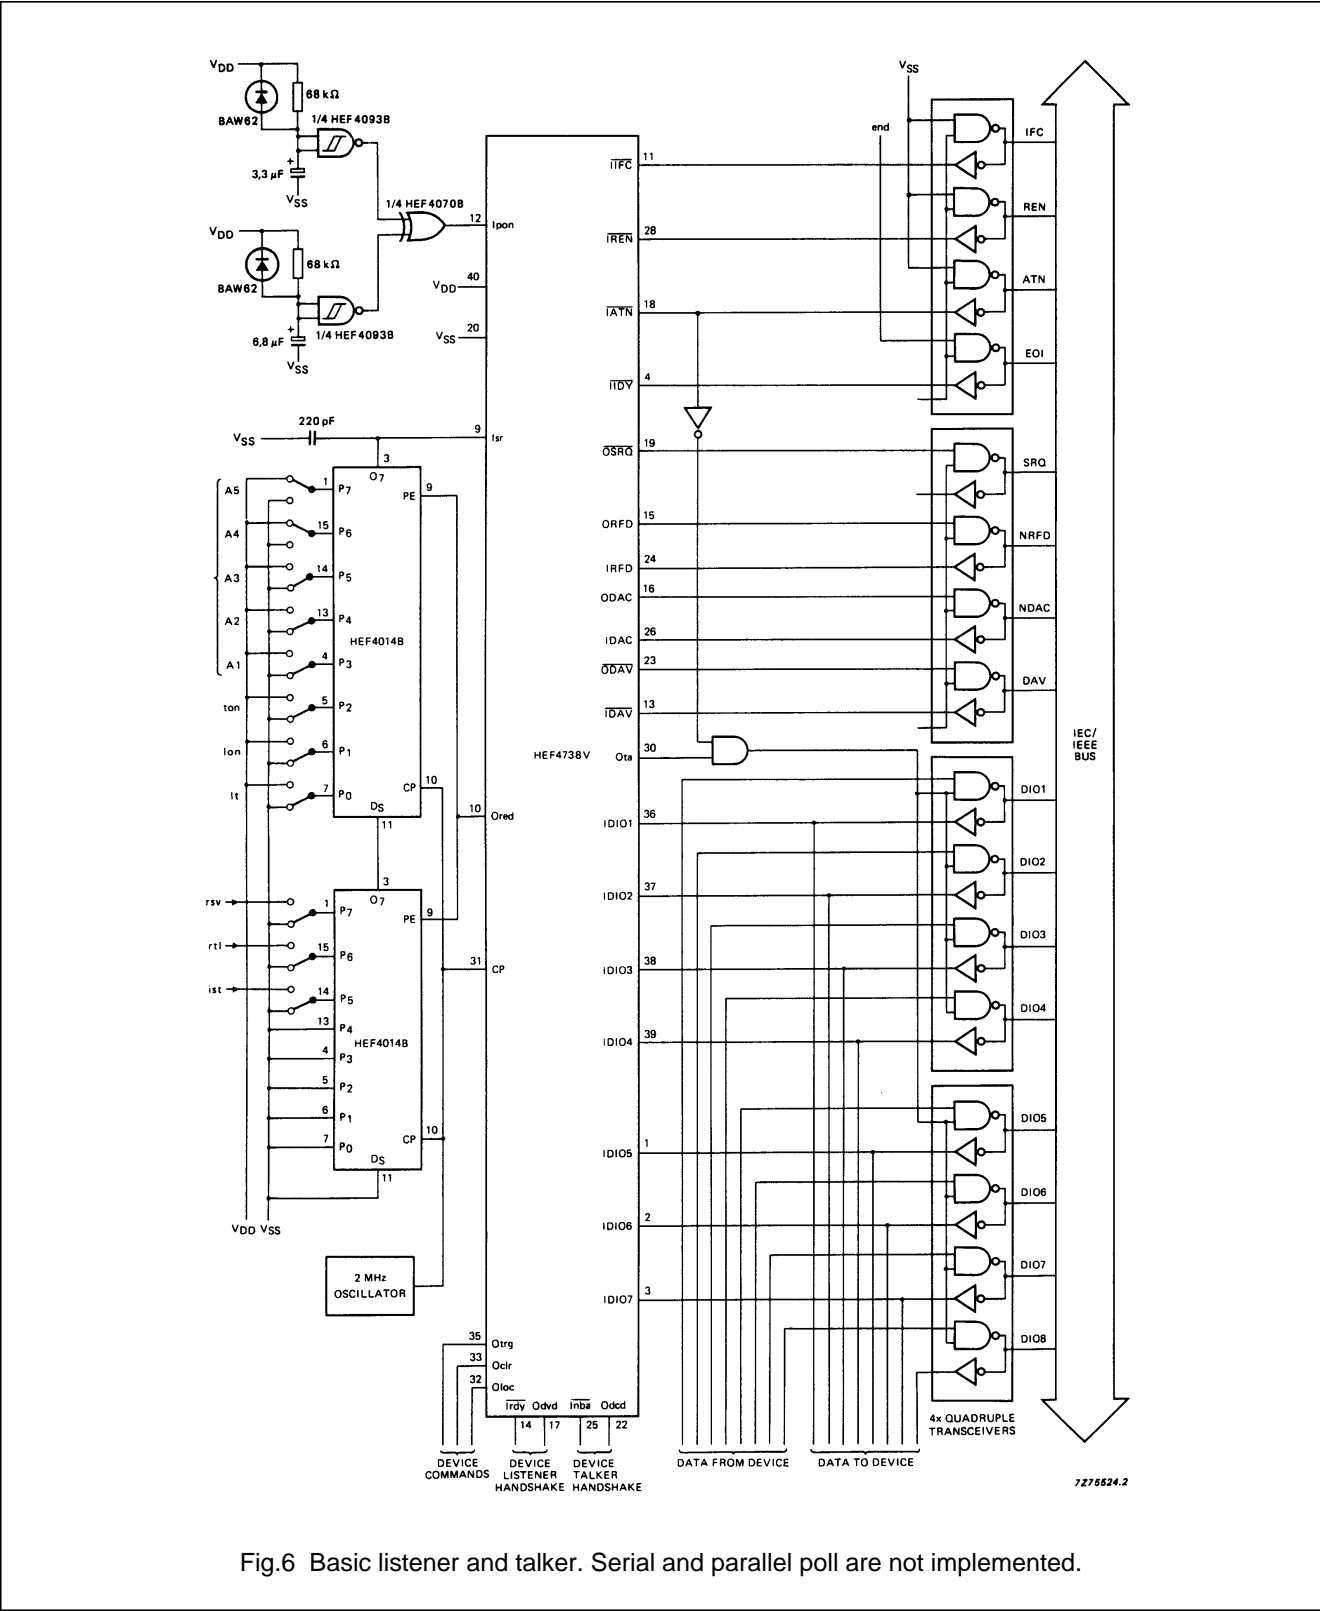 VDD
68 kΩ
BAW62
1/4 HEF4093B
+
3,3 μF
VSS
1/4 HEF4070B
12
Ipon
VDD
68 kΩ
BAW62
+
6,8 μF
1/4 HEF4093B
VSS
40
VDD
20
VSS
220 pF
VSS
9
Isr
3
O7
A5
1
P7
PE
9
A4
15
P6
A3
14
P5
A2
13
P4
HEF4014B
A1
4
P3
ton
5
P2
lon
6
P1
lt
7
P0
CP
10
DS
11
10
Ored
3
O7
rsv
1
P7
PE
9
rtl
15
P6
ist
14
P5
13
P4
HEF4014B
4
P3
5
P2
6
P1
7
P0
CP
10
DS
11
31
CP
VDD
VSS
2 MHz
OSCILLATOR
35
Otrg
33
Oclr
32
Oloc
HEF4738V
I̅I̅F̅C̅
11
I̅R̅E̅N̅
28
I̅A̅T̅N̅
18
I̅I̅D̅Y̅
4
O̅S̅R̅Q̅
19
ORFD
15
IRFD
24
ODAC
16
IDAC
26
O̅D̅A̅V̅
23
I̅D̅A̅V̅
13
Ota
30
IDIO1
36
IDIO2
37
IDIO3
38
IDIO4
39
IDIO5
1
IDIO6
2
IDIO7
3
I̅r̅d̅y̅
Odvd
I̅n̅b̅a̅
Odcd
14
17
25
22
VSS
end
IFC
REN
ATN
EOI
SRQ
NRFD
NDAC
DAV
DIO1
DIO2
DIO3
DIO4
DIO5
DIO6
DIO7
DIO8
IEC/
IEEE
BUS
4x QUADRUPLE
TRANSCEIVERS
DEVICE
COMMANDS
DEVICE
LISTENER
HANDSHAKE
DEVICE
TALKER
HANDSHAKE
DATA FROM DEVICE
DATA TO DEVICE
7Z75524.2
Fig.6 Basic listener and talker. Serial and parallel poll are not implemented.